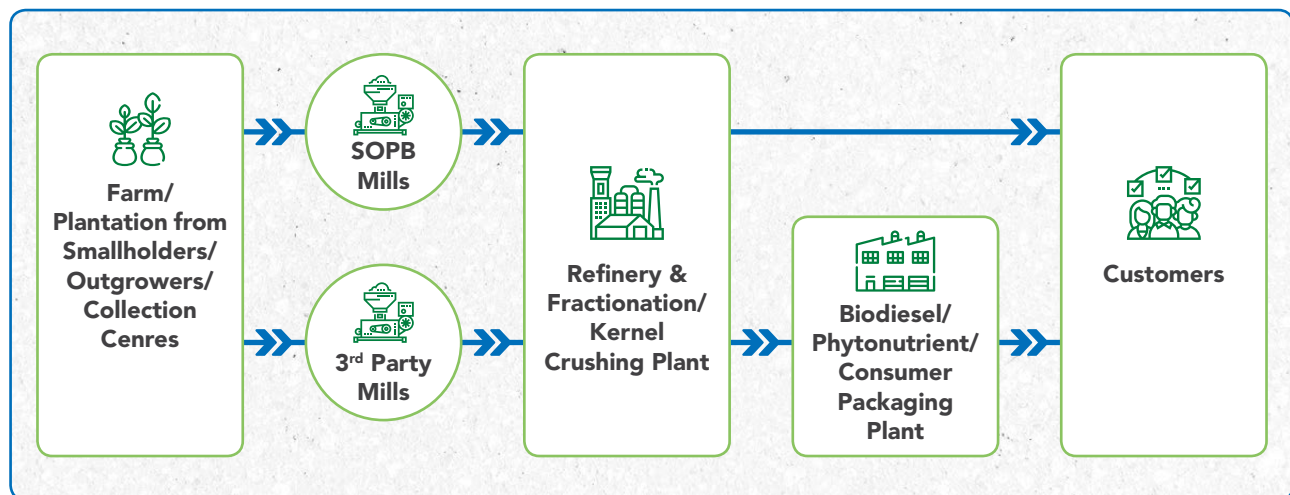 Farm/
Plantation from
Smallholders/
Outgrowers/
Collection
Cenres
SOPB
Mills
3rd Party
Mills
Refinery &
Fractionation/
Kernel
Crushing Plant
Biodiesel/
Phytonutrient/
Consumer
Packaging
Plant
Customers